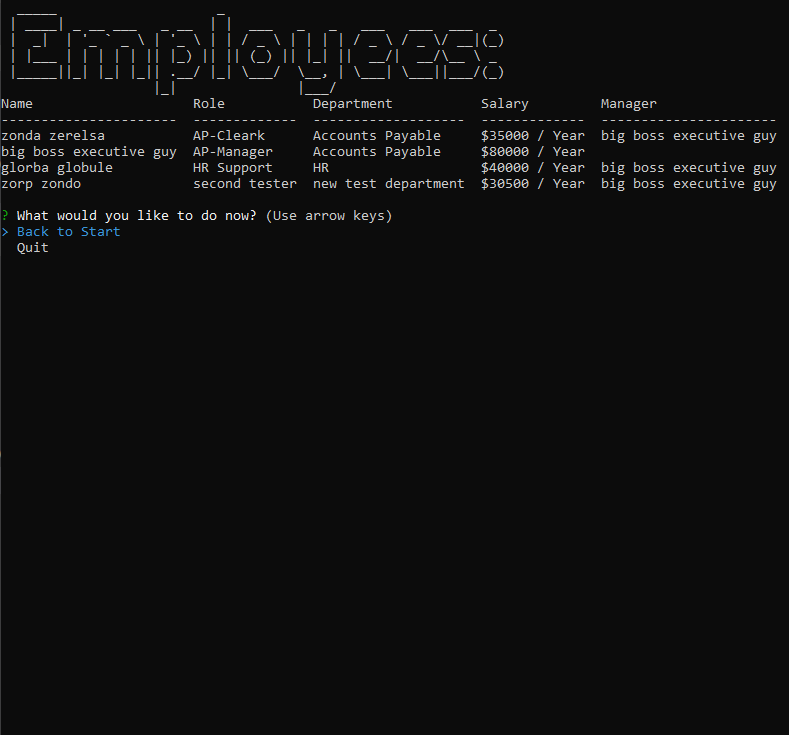 Employees:
Name Role Department Salary Manager
---------------------- ------------- ------------------- ------------- ----------------------
zonda zerelsa AP-Cleark Accounts Payable $35000 / Year big boss executive guy
big boss executive guy AP-Manager Accounts Payable $80000 / Year
glorba globule HR Support HR $40000 / Year big boss executive guy
zorp zondo second tester new test department $30500 / Year big boss executive guy
? What would you like to do now? (Use arrow keys)
> Back to Start
Quit